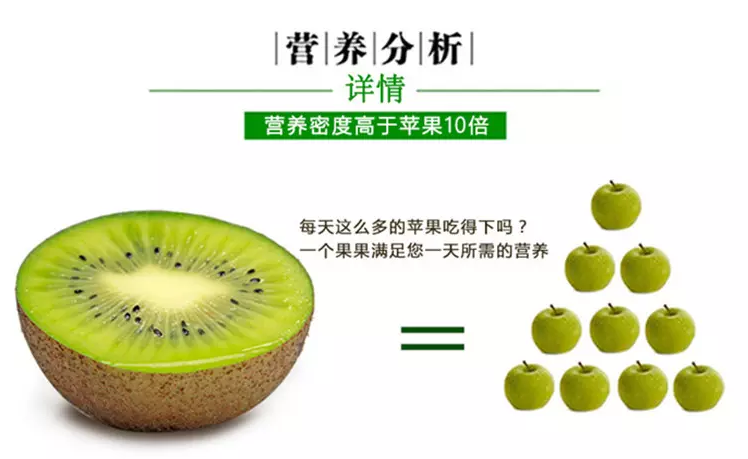 营养分析
详情
营养密度高于苹果10倍
每天这么多的苹果吃得下吗？
一个果果满足您一天所需的营养